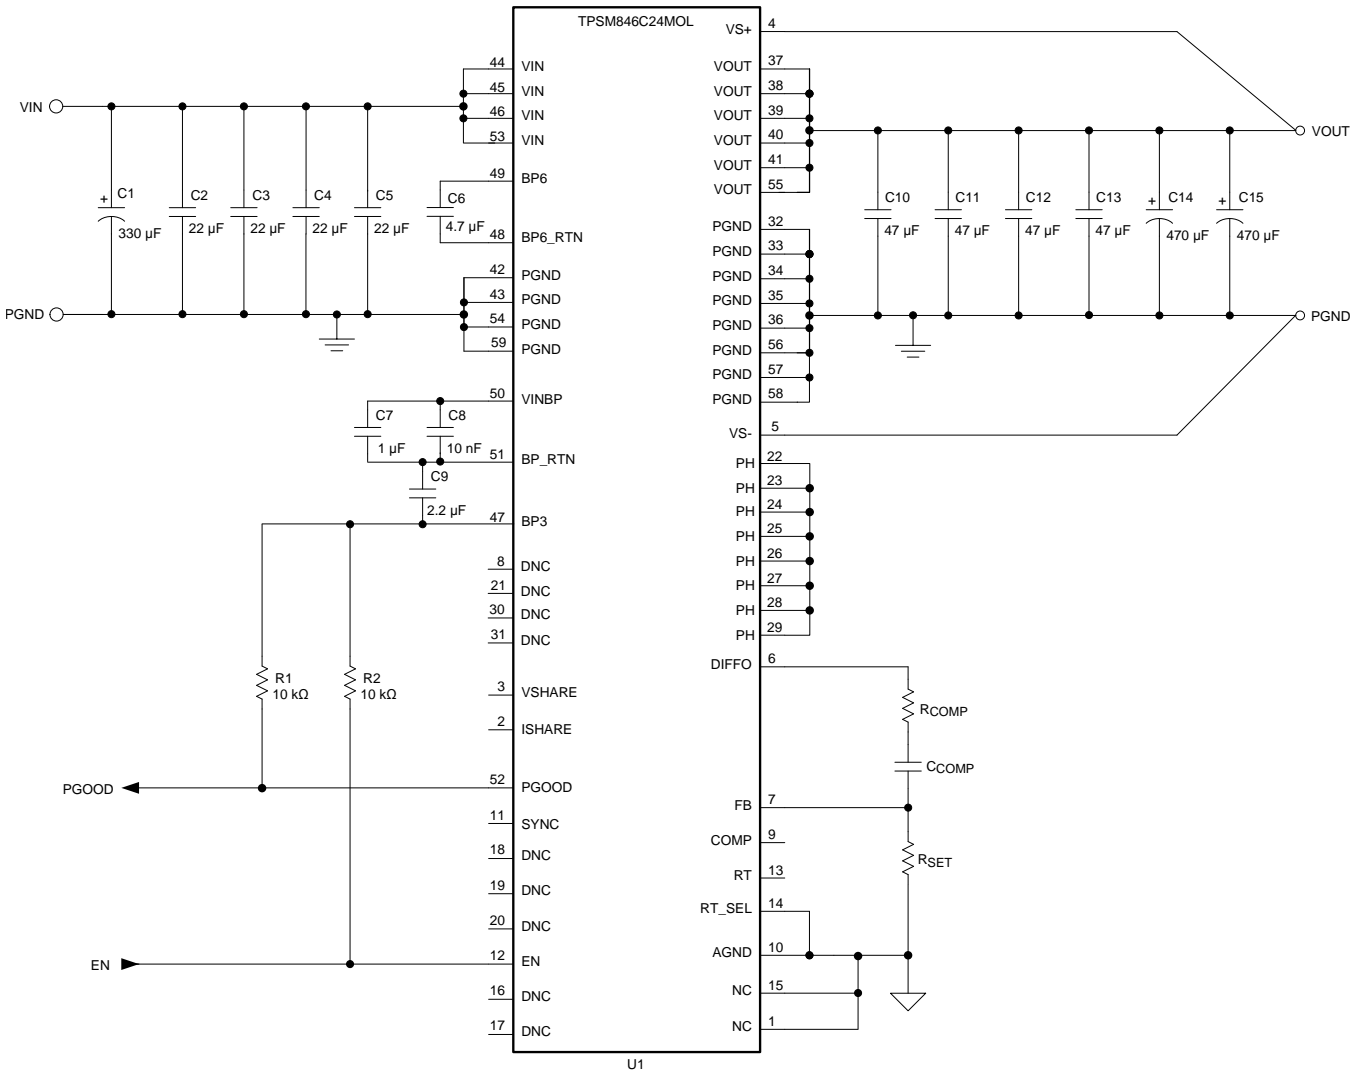 TPSM846C24MOL
VIN
PGND
+ C1
330 µF
C2
22 µF
C3
22 µF
C4
22 µF
C5
22 µF
C6
4.7 µF
44 VIN
45 VIN
46 VIN
53 VIN
49 BP6
48 BP6_RTN
42 PGND
43 PGND
54 PGND
59 PGND
50 VINBP
C7
1 µF
C8
10 nF
51 BP_RTN
C9
2.2 µF
47 BP3
8 DNC
21 DNC
30 DNC
31 DNC
R1
10 kΩ
R2
10 kΩ
3 VSHARE
2 ISHARE
PGOOD
52 PGOOD
11 SYNC
18 DNC
19 DNC
20 DNC
EN
12 EN
16 DNC
17 DNC
U1
VS+ 4
VOUT 37
VOUT 38
VOUT 39
VOUT 40
VOUT 41
VOUT 55
PGND 32
PGND 33
PGND 34
PGND 35
PGND 36
PGND 56
PGND 57
PGND 58
VS- 5
VOUT
PGND
C10
47 µF
C11
47 µF
C12
47 µF
C13
47 µF
+ C14
470 µF
+ C15
470 µF
PH 22
PH 23
PH 24
PH 25
PH 26
PH 27
PH 28
PH 29
DIFFO 6
RCOMP
CCOMP
FB 7
COMP 9
RSET
RT 13
RT_SEL 14
AGND 10
NC 15
NC 1